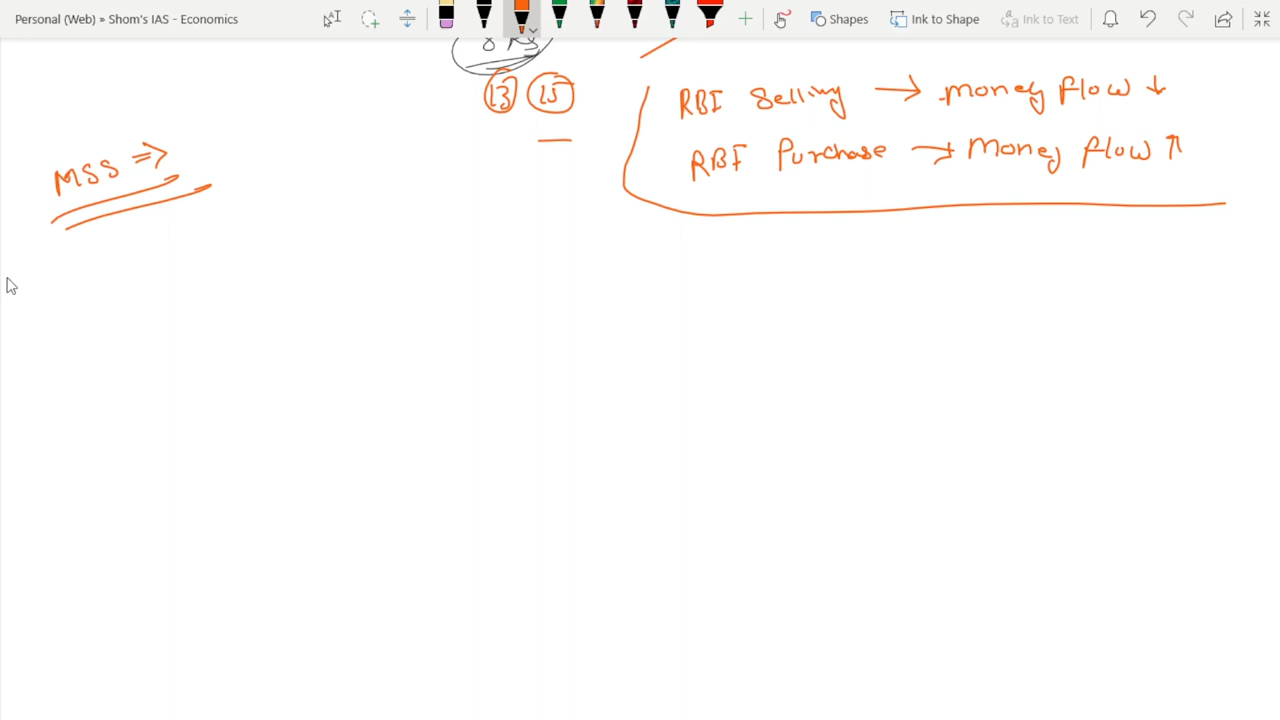 Personal (Web) » Shom's IAS - Economics
Shapes
Ink to Shape
Ink to Text
13 15
RBI Selling → money flow ↓
RBI Purchase → Money flow ↑
MSS ⇒